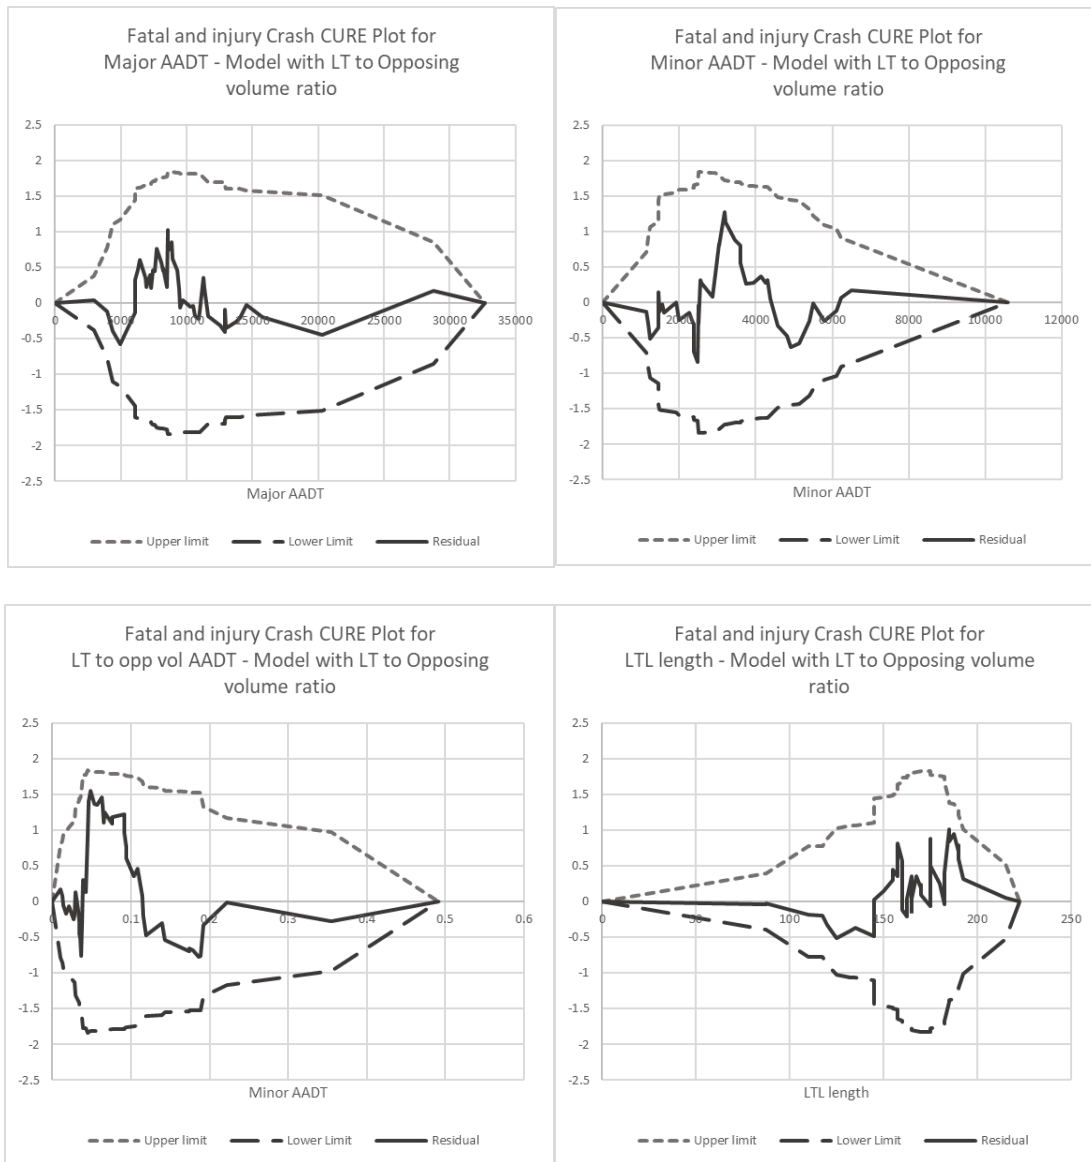 Fatal and injury Crash CURE Plot for
Major AADT - Model with LT to Opposing
volume ratio
2.5
2
1.5
1
0.5
0
-0.5
-1
-1.5
-2
-2.5
0 5000 10000 15000 20000 25000 30000 35000
Major AADT
Upper limit Lower Limit Residual
Fatal and injury Crash CURE Plot for
Minor AADT - Model with LT to Opposing
volume ratio
2.5
2
1.5
1
0.5
0
-0.5
-1
-1.5
-2
-2.5
0 2000 4000 6000 8000 10000 12000
Minor AADT
Upper limit Lower Limit Residual
Fatal and injury Crash CURE Plot for
LT to opp vol AADT - Model with LT to Opposing
volume ratio
2.5
2
1.5
1
0.5
0
-0.5
-1
-1.5
-2
-2.5
0 0.1 0.2 0.3 0.4 0.5 0.6
Minor AADT
Upper limit Lower Limit Residual
Fatal and injury Crash CURE Plot for
LTL length - Model with LT to Opposing volume
ratio
2.5
2
1.5
1
0.5
0
-0.5
-1
-1.5
-2
-2.5
0 50 100 150 200 250
LTL length
Upper limit Lower Limit Residual